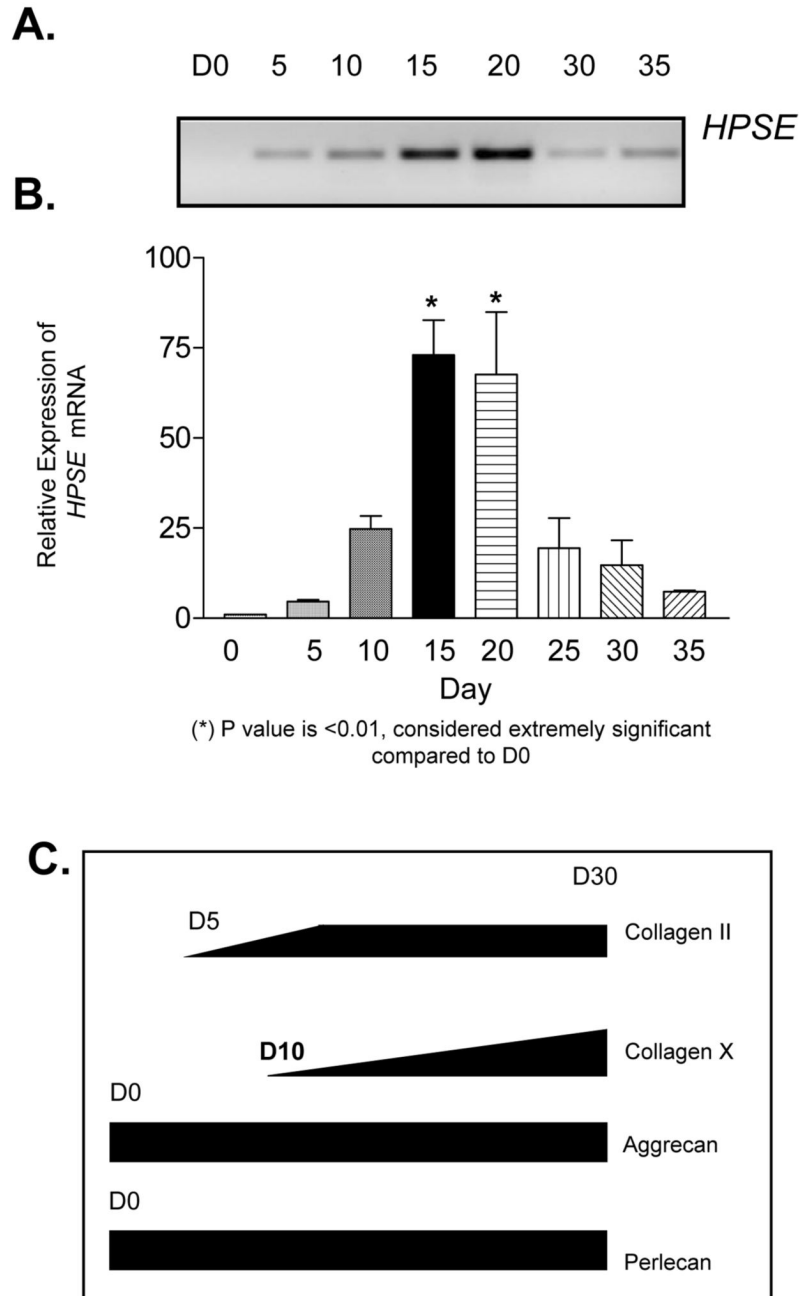 A.
D0 5 10 15 20 30 35
HPSE
B.
100
75
50
25
0
Relative Expression of
HPSE mRNA
* *
0 5 10 15 20 25 30 35
Day
(*) P value is <0.01, considered extremely significant
compared to D0
C.
D30
D5
Collagen II
D10
Collagen X
D0
Aggrecan
D0
Perlecan